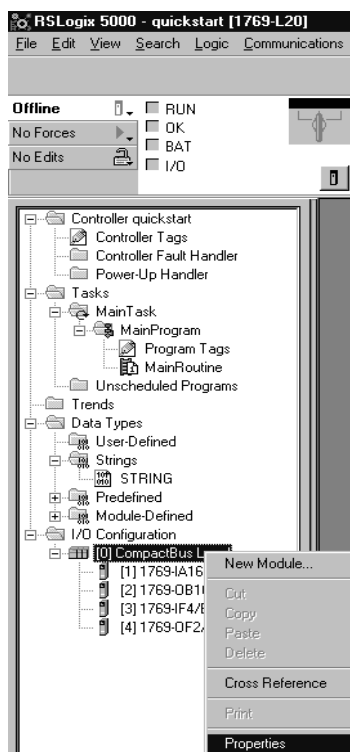 RSLogix 5000 - quickstart [1769-L20]
File Edit View Search Logic Communications
Offline RUN
No Forces OK
No Edits BAT
I/O
Controller quickstart
Controller Tags
Controller Fault Handler
Power-Up Handler
Tasks
MainTask
MainProgram
Program Tags
MainRoutine
Unscheduled Programs
Trends
Data Types
User-Defined
Strings
STRING
Predefined
Module-Defined
I/O Configuration
[0] CompactBus L
New Module...
[1] 1769-IA16
Cut
[2] 1769-OB1
Copy
[3] 1769-IF4/
Paste
[4] 1769-OF2
Delete
Cross Reference
Print
Properties